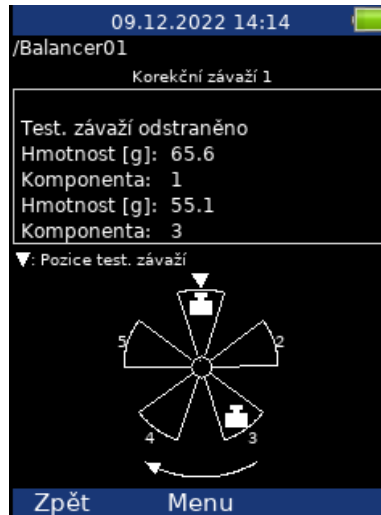 09.12.2022 14:14
/Balancer01
Korekční závaží 1
Test. závaží odstraněno
Hmotnost [g]: 65.6
Komponenta: 1
Hmotnost [g]: 55.1
Komponenta: 3
▼: Pozice test. závaží
5 2
4 3
Zpět Menu